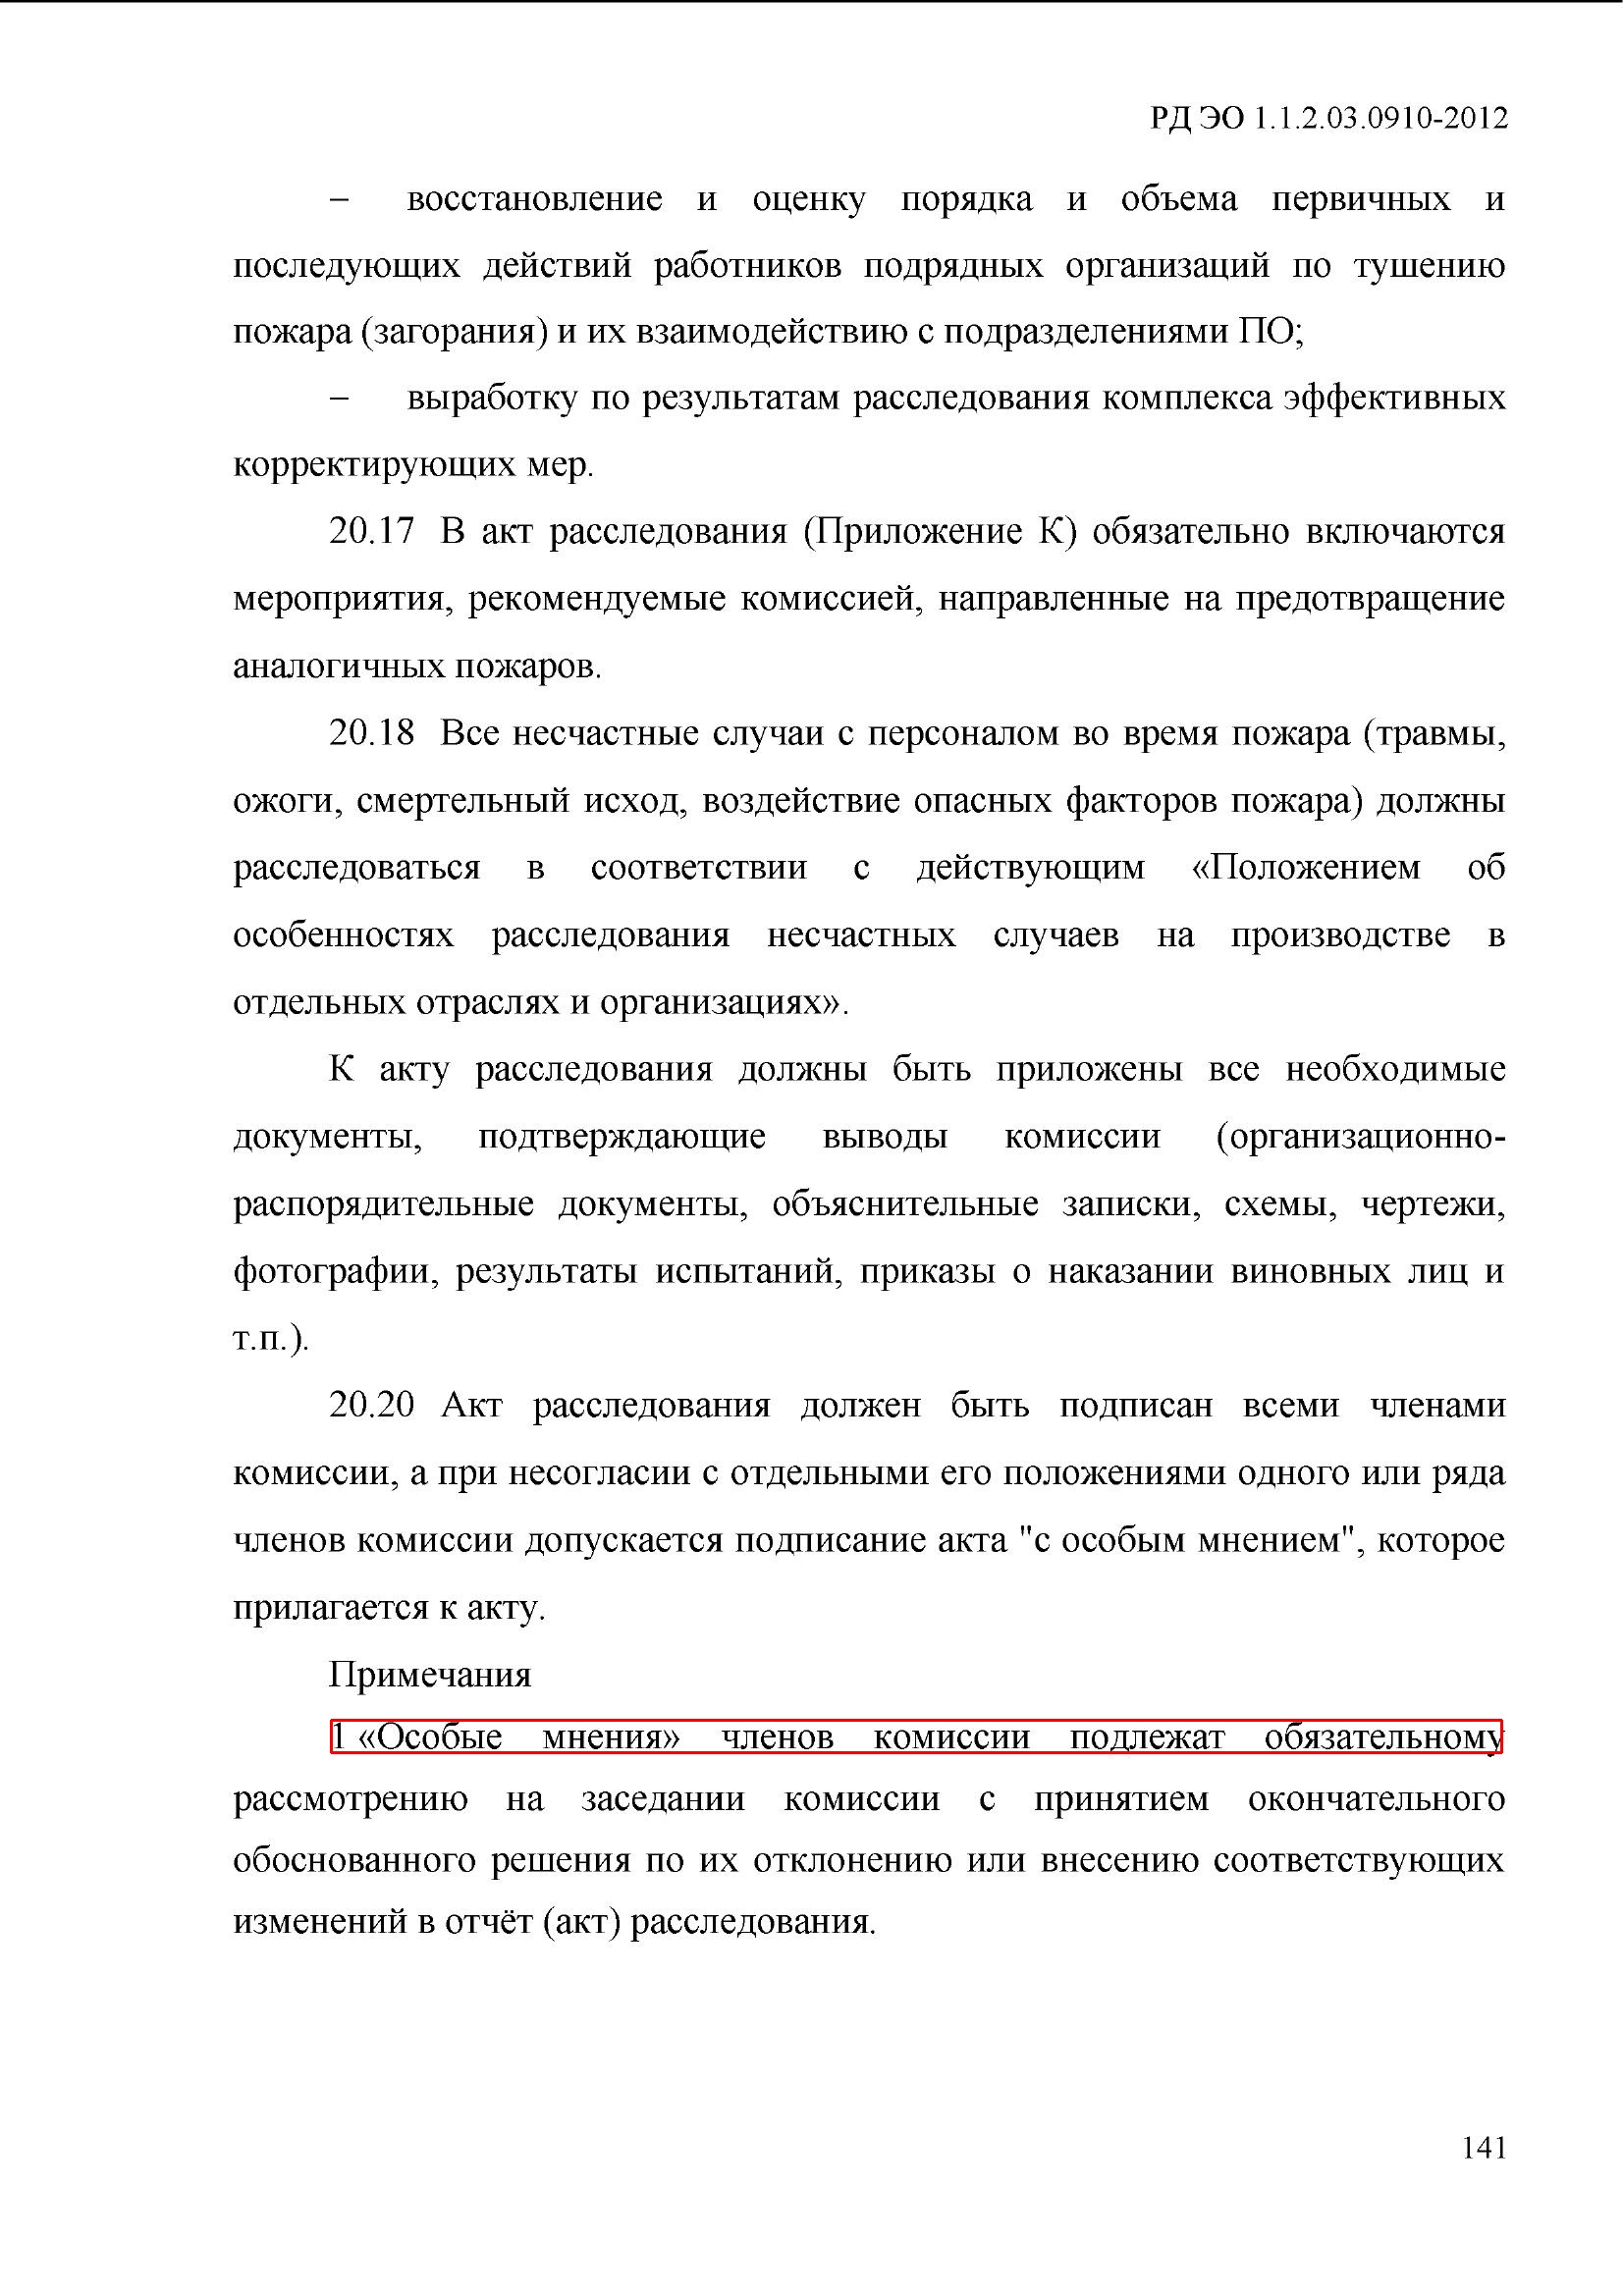 РД ЭО 1.1.2.03.0910-2012
– восстановление и оценку порядка и объема первичных и
последующих действий работников подрядных организаций по тушению
пожара (загорания) и их взаимодействию с подразделениями ПО;
– выработку по результатам расследования комплекса эффективных
корректирующих мер.
20.17 В акт расследования (Приложение К) обязательно включаются
мероприятия, рекомендуемые комиссией, направленные на предотвращение
аналогичных пожаров.
20.18 Все несчастные случаи с персоналом во время пожара (травмы,
ожоги, смертельный исход, воздействие опасных факторов пожара) должны
расследоваться в соответствии с действующим «Положением об
особенностях расследования несчастных случаев на производстве в
отдельных отраслях и организациях».
К акту расследования должны быть приложены все необходимые
документы, подтверждающие выводы комиссии (организационно-
распорядительные документы, объяснительные записки, схемы, чертежи,
фотографии, результаты испытаний, приказы о наказании виновных лиц и
т.п.).
20.20 Акт расследования должен быть подписан всеми членами
комиссии, а при несогласии с отдельными его положениями одного или ряда
членов комиссии допускается подписание акта "с особым мнением", которое
прилагается к акту.
Примечания
1 «Особые мнения» членов комиссии подлежат обязательному
рассмотрению на заседании комиссии с принятием окончательного
обоснованного решения по их отклонению или внесению соответствующих
изменений в отчёт (акт) расследования.
141